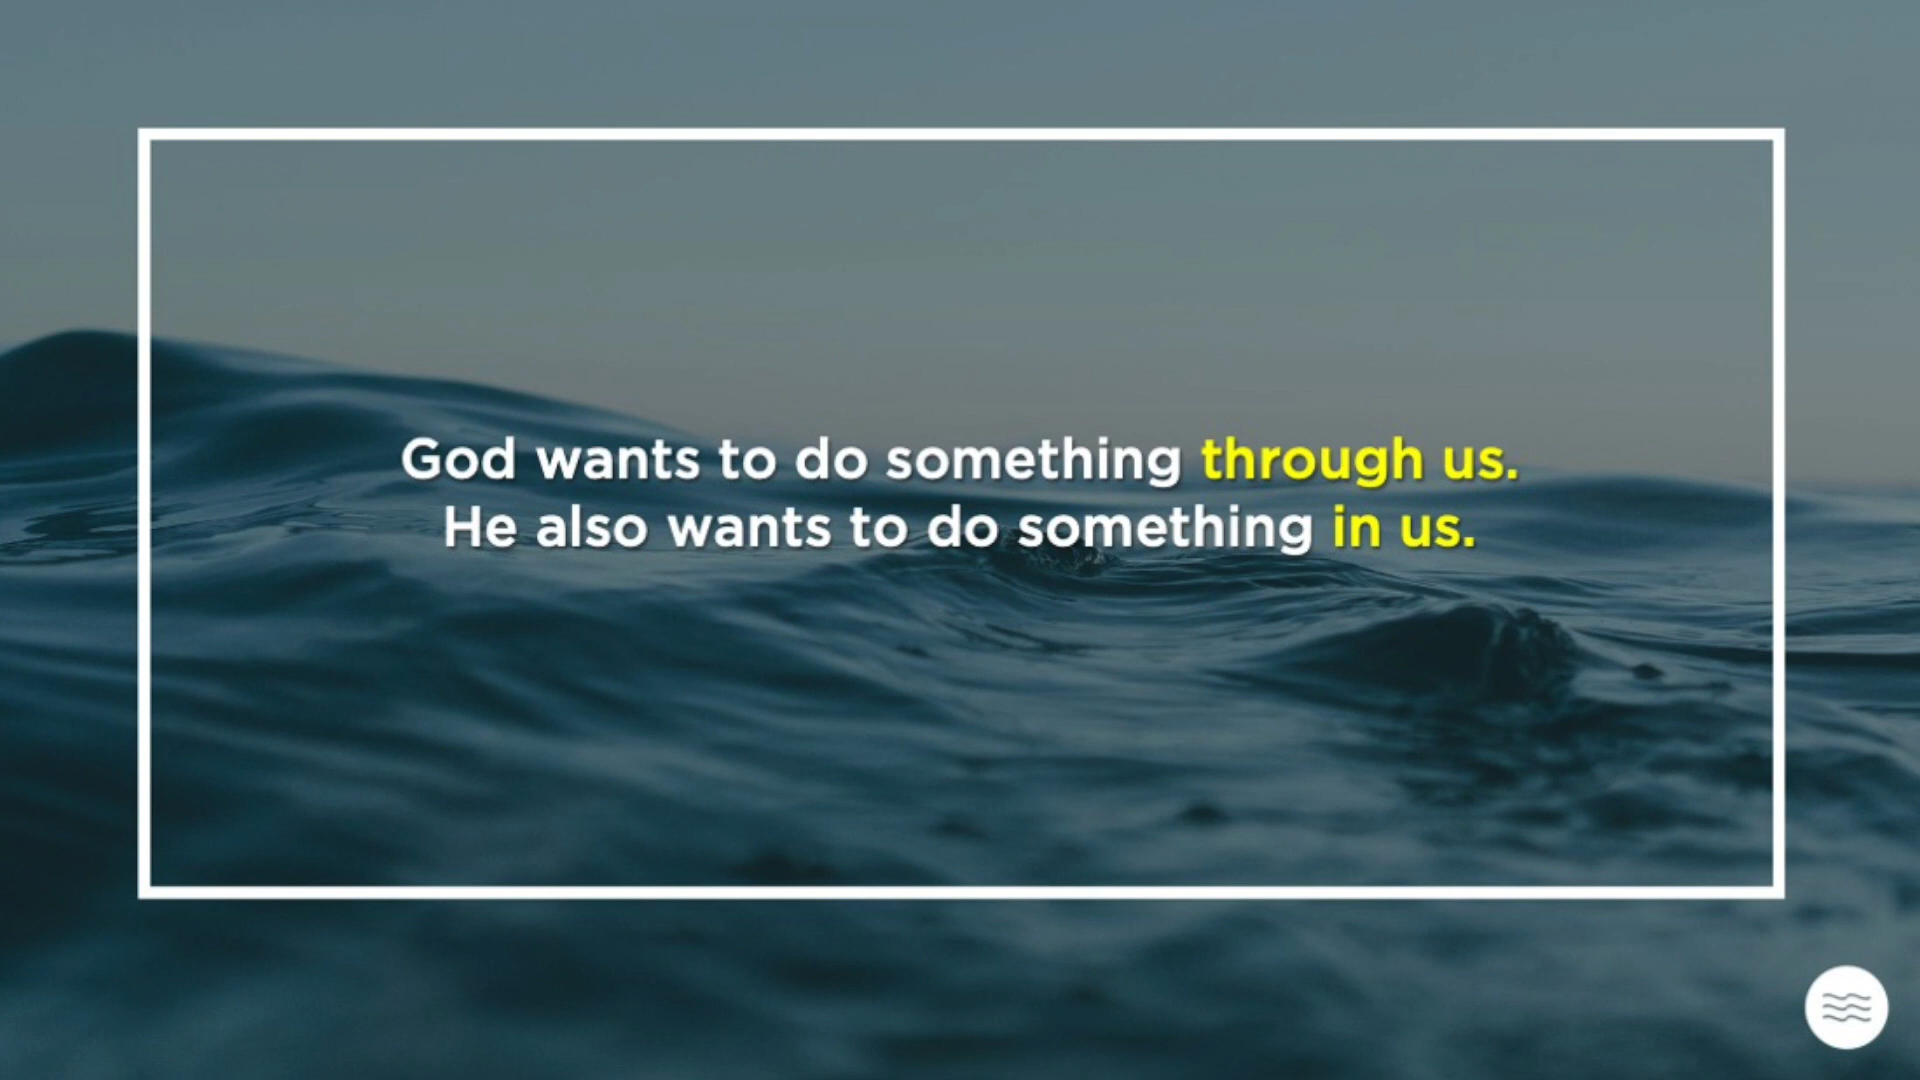 God wants to do something through us.
He also wants to do something in us.